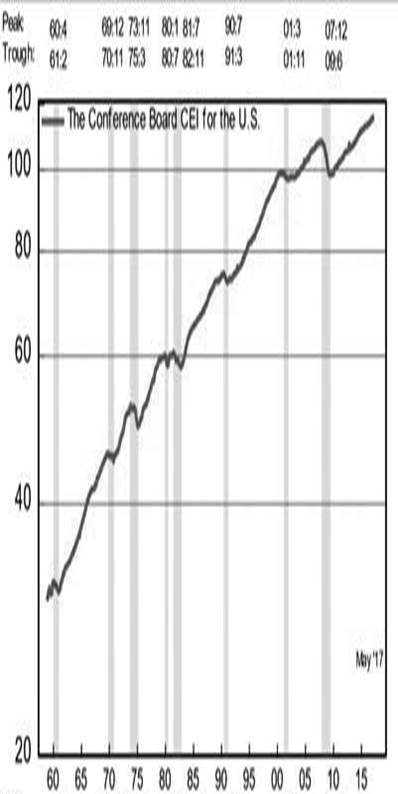 Peak 60:4 69:12 73:11 80:1 81:7 90:7 01:3 07:12
Trough: 61:2 70:11 75:3 80:7 82:11 91:3 01:11 09:6
120
The Conference Board CEI for the U.S.
100
80
60
40
May '17
20
60 65 70 75 80 85 90 95 00 05 10 15